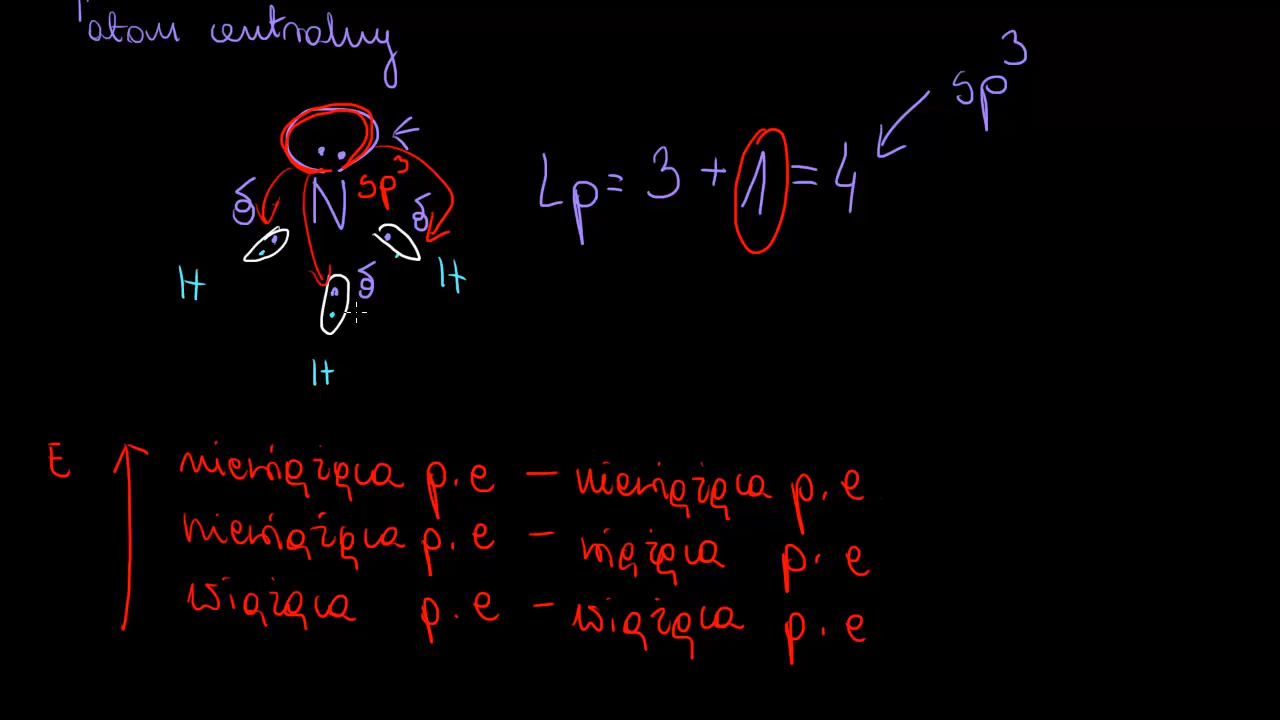 atom centralny
sp³
Lp = 3 + 1 = 4
sp³
N
δ
δ
δ
H
H
H
E
niewiążąca p.e – niewiążąca p.e
niewiążąca p.e – wiążąca p.e
wiążąca p.e – wiążąca p.e